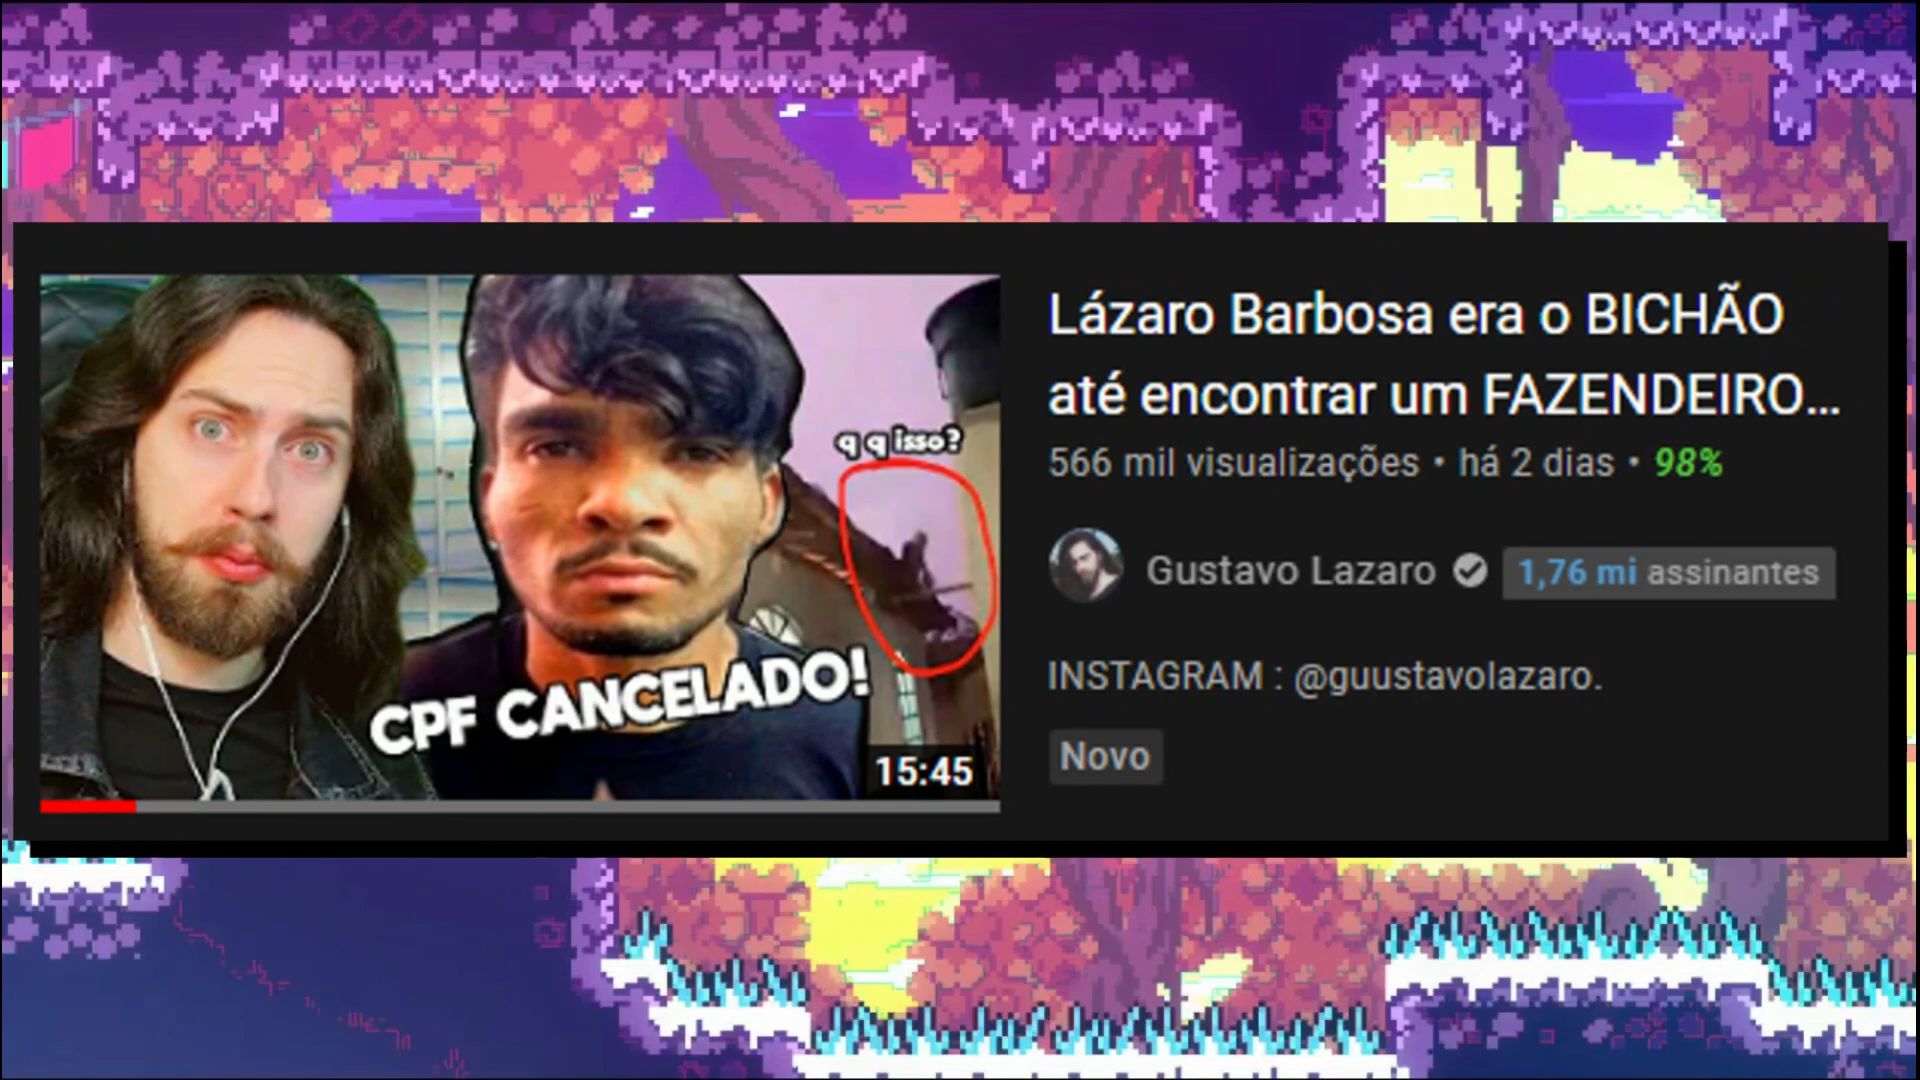 q q isso?
CPF CANCELADO!
15:45
Lázaro Barbosa era o BICHÃO
até encontrar um FAZENDEIRO...
566 mil visualizações • há 2 dias • 98%
Gustavo Lazaro 1,76 mi assinantes
INSTAGRAM : @guustavolazaro.
Novo